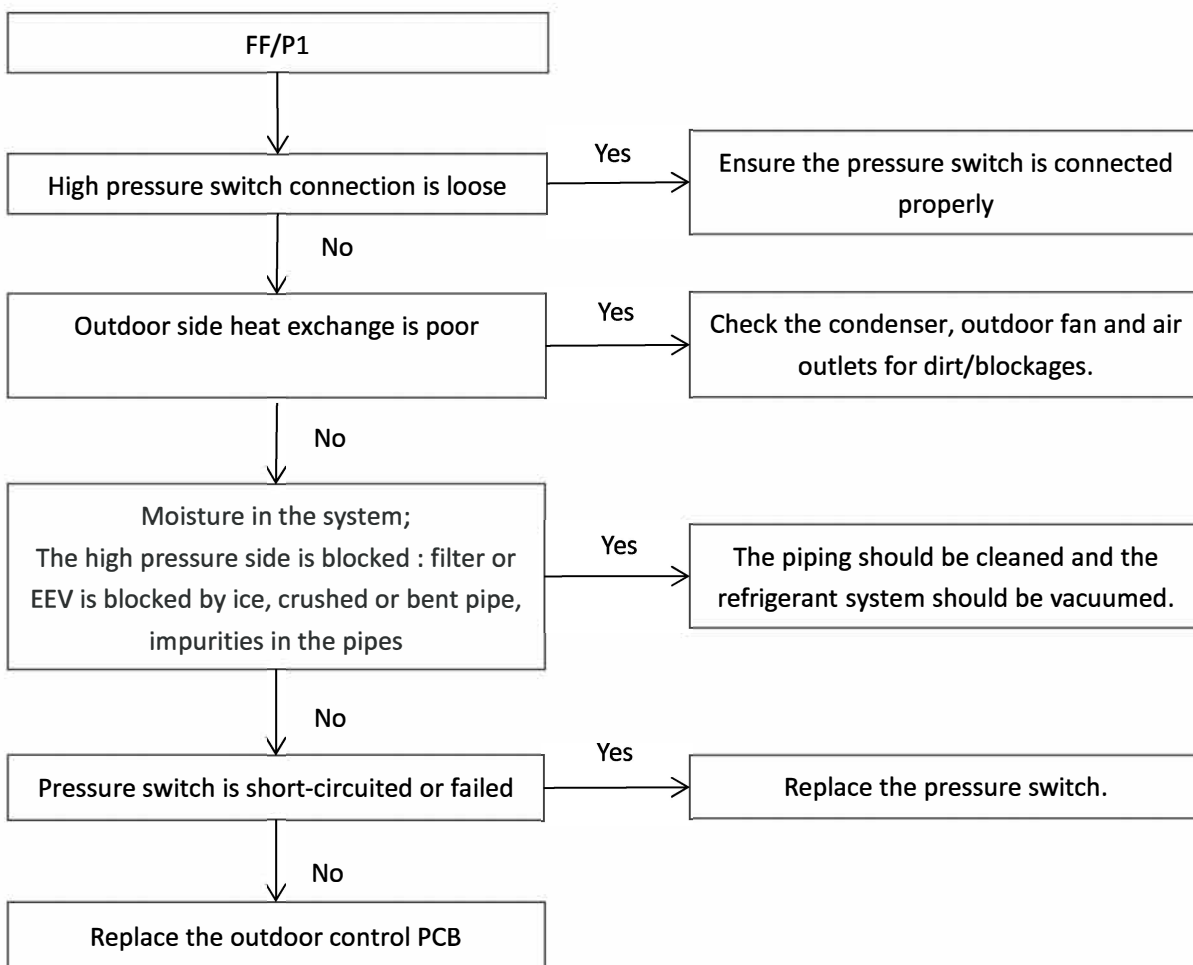 FF/P1
High pressure switch connection is loose
Yes
Ensure the pressure switch is connected
properly
No
Outdoor side heat exchange is poor
Yes
Check the condenser, outdoor fan and air
outlets for dirt/blockages.
No
Moisture in the system;
The high pressure side is blocked : filter or
EEV is blocked by ice, crushed or bent pipe,
impurities in the pipes
Yes
The piping should be cleaned and the
refrigerant system should be vacuumed.
No
Pressure switch is short-circuited or failed
Yes
Replace the pressure switch.
No
Replace the outdoor control PCB